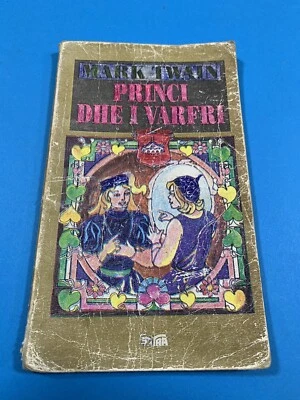 MARK TWAIN
PRINCI
DHE I VARFRI